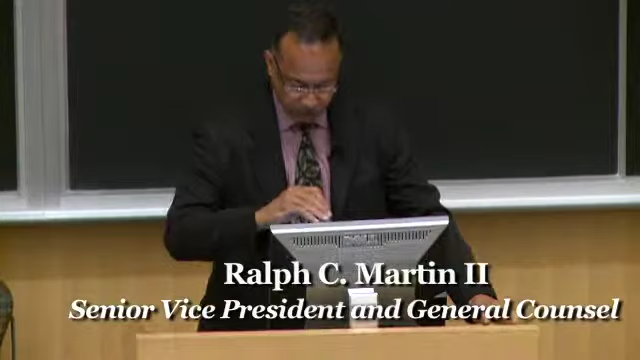 Ralph C. Martin II
Senior Vice President and General Counsel